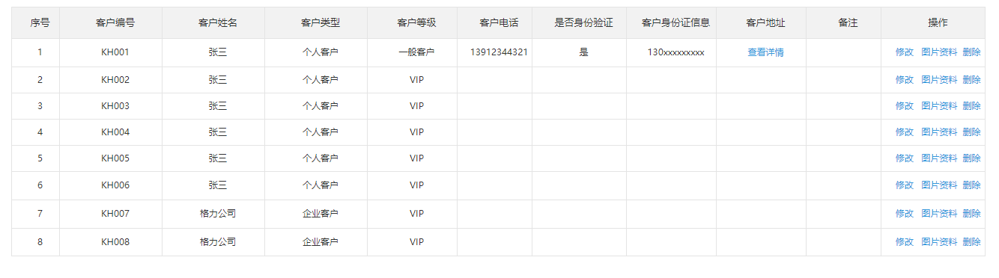 序号 客户编号 客户姓名 客户类型 客户等级 客户电话 是否身份验证 客户身份证信息 客户地址 备注 操作
1 KH001 张三 个人客户 一般客户 13912344321 是 130xxxxxxxxx 查看详情 修改 图片资料 删除
2 KH002 张三 个人客户 VIP 修改 图片资料 删除
3 KH003 张三 个人客户 VIP 修改 图片资料 删除
4 KH004 张三 个人客户 VIP 修改 图片资料 删除
5 KH005 张三 个人客户 VIP 修改 图片资料 删除
6 KH006 张三 个人客户 VIP 修改 图片资料 删除
7 KH007 格力公司 企业客户 VIP 修改 图片资料 删除
8 KH008 格力公司 企业客户 VIP 修改 图片资料 删除